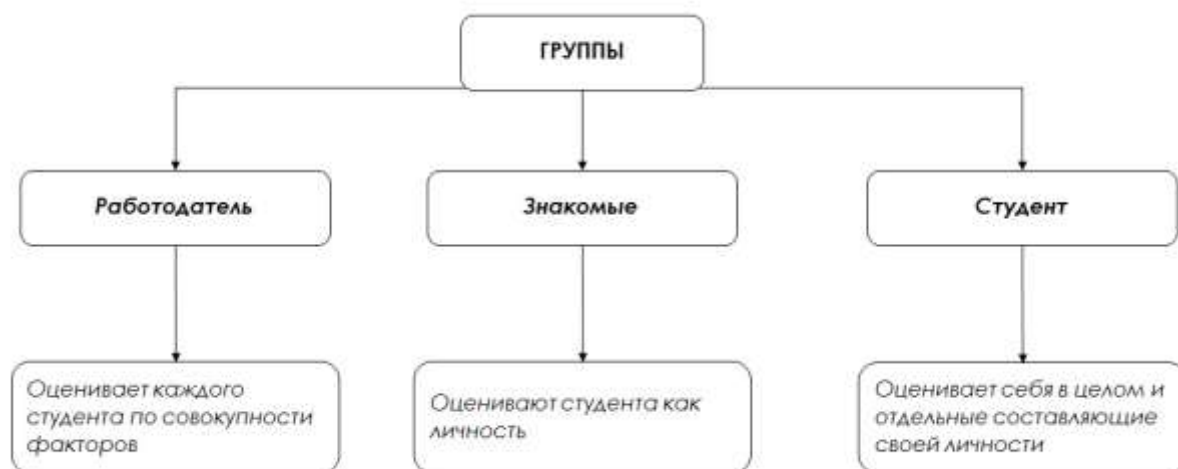 ГРУППЫ
Работодатель
Знакомые
Студент
Оценивает каждого
студента по совокупности
факторов
Оценивают студента как
личность
Оценивает себя в целом и
отдельные составляющие
своей личности